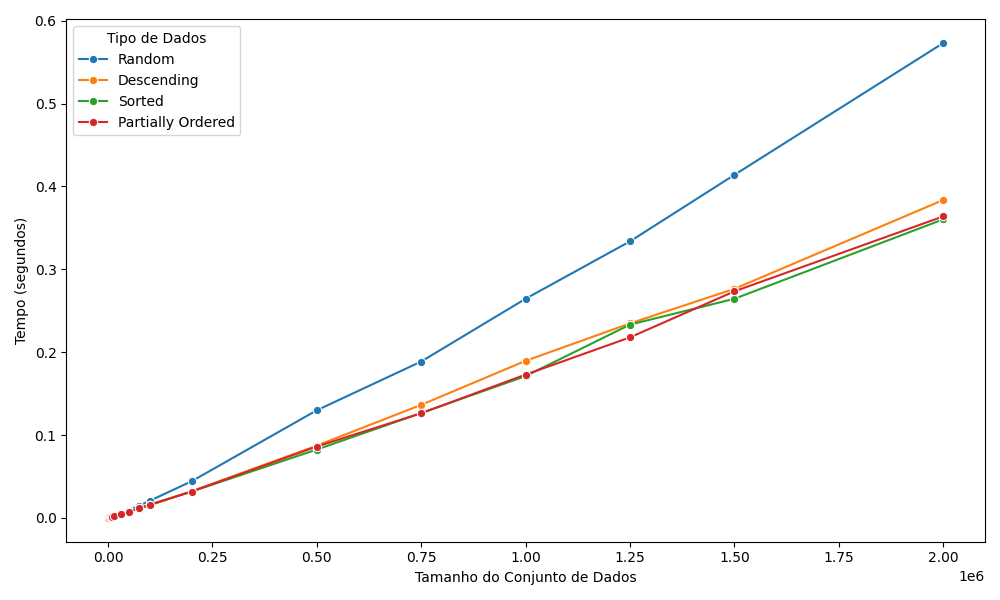 Tipo de Dados
Random
Descending
Sorted
Partially Ordered
Tempo (segundos)
0.6
0.5
0.4
0.3
0.2
0.1
0.0
0.00 0.25 0.50 0.75 1.00 1.25 1.50 1.75 2.00
1e6
Tamanho do Conjunto de Dados